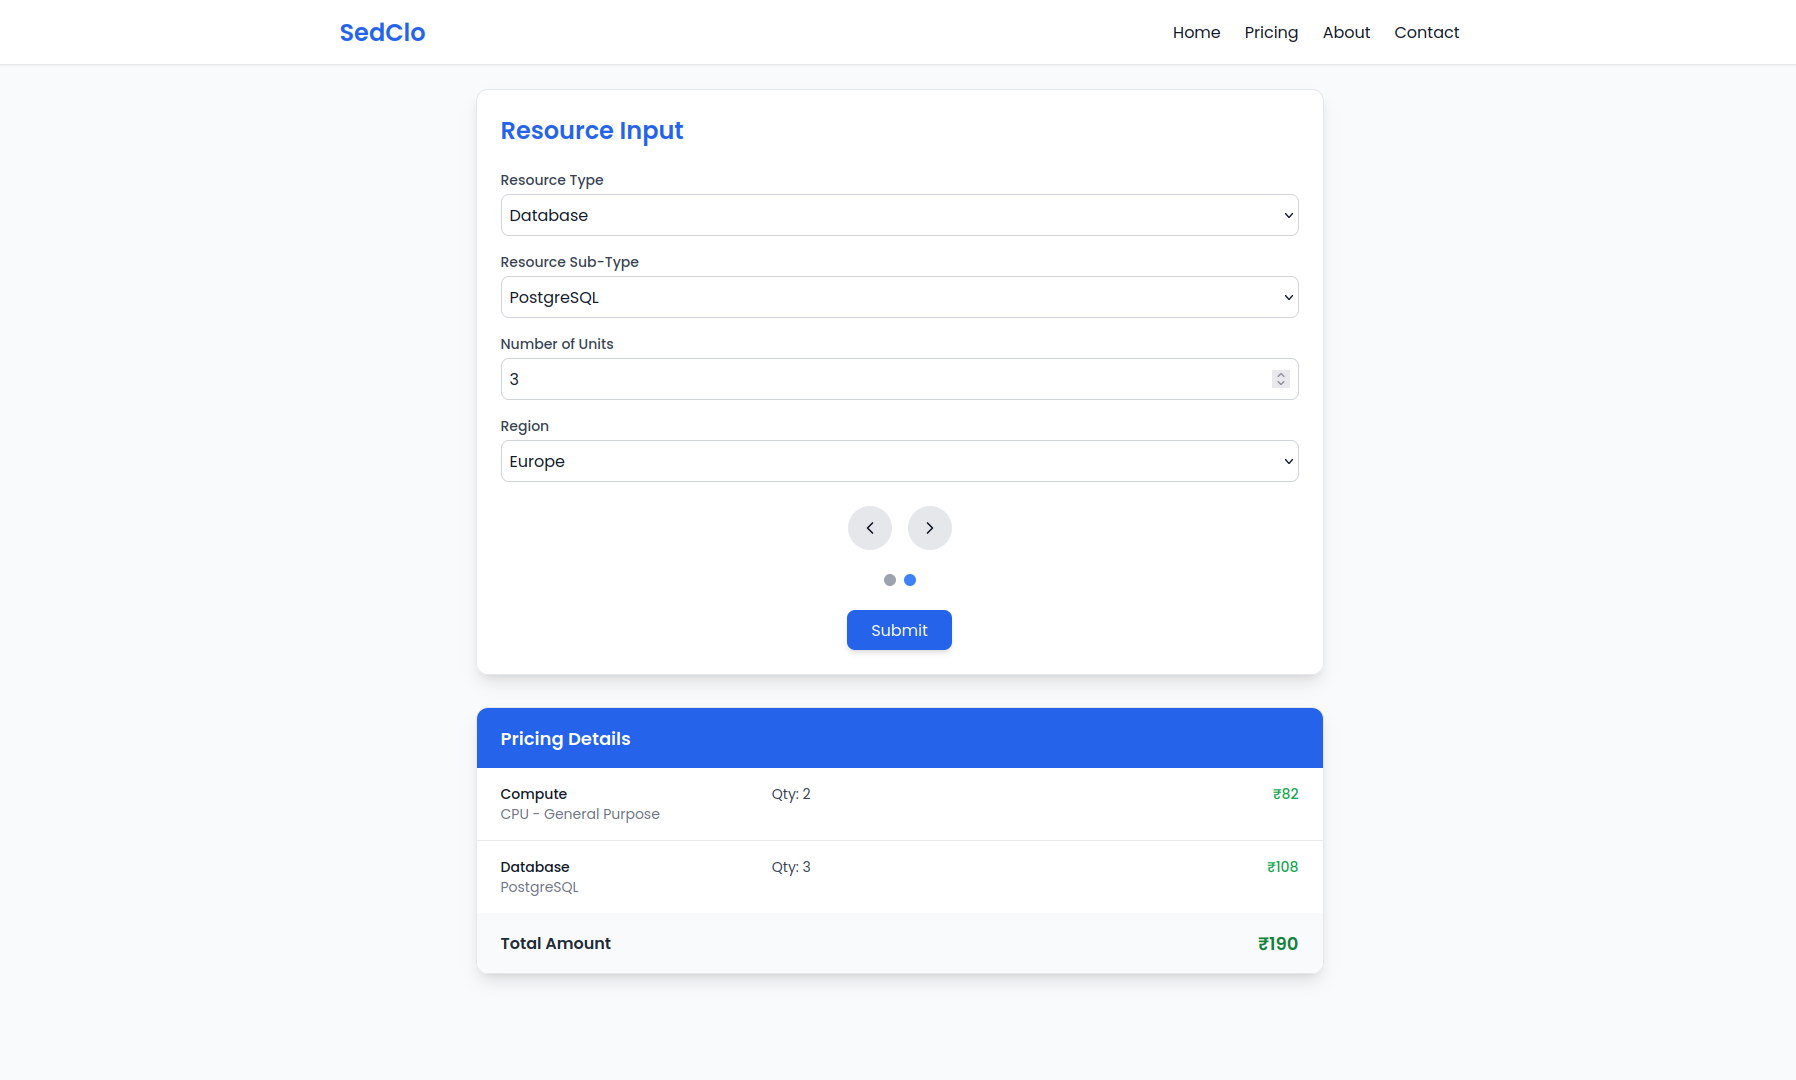 SedClo
Home Pricing About Contact
Resource Input
Resource Type
Database
Resource Sub-Type
PostgreSQL
Number of Units
3
Region
Europe
Submit
Pricing Details
Compute Qty: 2 ₹82
CPU - General Purpose
Database Qty: 3 ₹108
PostgreSQL
Total Amount ₹190